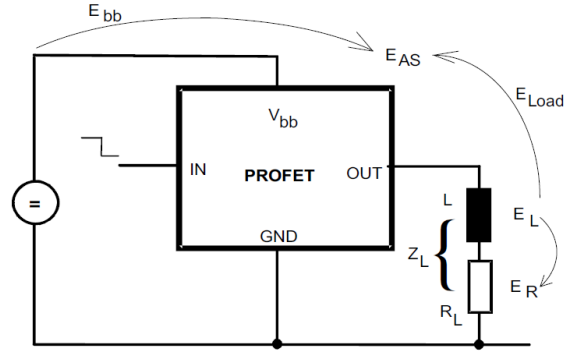 E bb
E AS
E Load
V bb
IN
PROFET
OUT
GND
L
E L
Z L
{
R L
E R
=